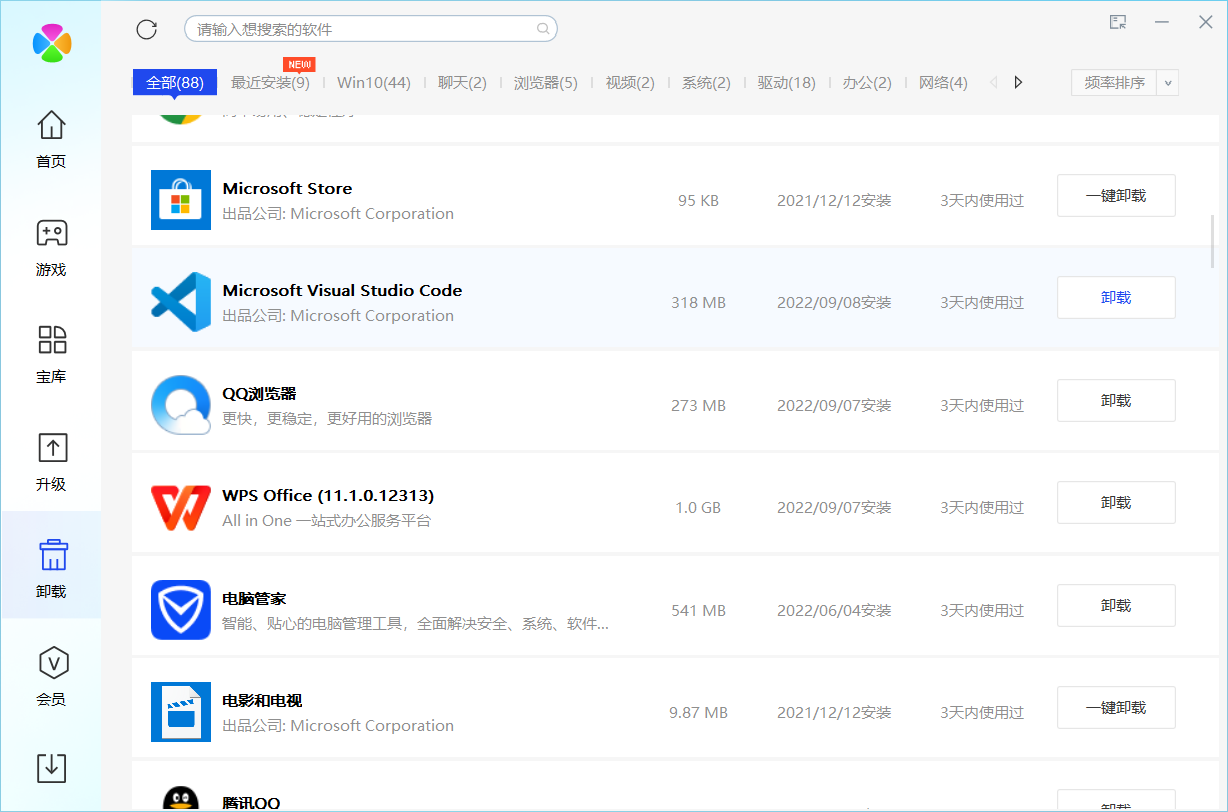 请输入想搜索的软件
NEW
全部(88)
最近安装(9)
Win10(44)
聊天(2)
浏览器(5)
视频(2)
系统(2)
驱动(18)
办公(2)
网络(4)
频率排序
首页
游戏
宝库
升级
卸载
V
会员
Microsoft Store
出品公司: Microsoft Corporation
95 KB
2021/12/12安装
3天内使用过
一键卸载
Microsoft Visual Studio Code
出品公司: Microsoft Corporation
318 MB
2022/09/08安装
3天内使用过
卸载
QQ浏览器
更快，更稳定，更好用的浏览器
273 MB
2022/09/07安装
3天内使用过
卸载
WPS Office (11.1.0.12313)
All in One 一站式办公服务平台
1.0 GB
2022/09/07安装
3天内使用过
卸载
电脑管家
智能、贴心的电脑管理工具，全面解决安全、系统、软件...
541 MB
2022/06/04安装
3天内使用过
卸载
电影和电视
出品公司: Microsoft Corporation
9.87 MB
2021/12/12安装
3天内使用过
一键卸载
腾讯QQ
卸载